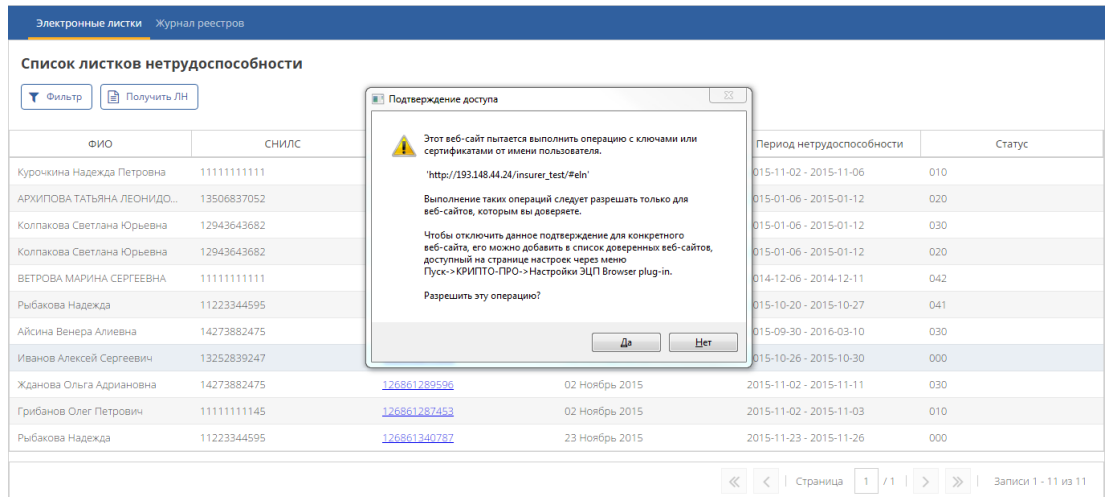 Электронные листки Журнал реестров
Список листков нетрудоспособности
Фильтр Получить ЛН
Подтверждение доступа
Этот веб-сайт пытается выполнить операцию с ключами или
сертификатами от имени пользователя.
'http://193.148.44.24/insurer_test/#eln'
Выполнение таких операций следует разрешать только для
веб-сайтов, которым вы доверяете.
Чтобы отключить данное подтверждение для конкретного
веб-сайта, его можно добавить в список доверенных веб-сайтов,
доступный на странице настроек через меню
Пуск->КРИПТО-ПРО->Настройки ЭЦП Browser plug-in.
Разрешить эту операцию?
Да Нет
ФИО СНИЛС Период нетрудоспособности Статус
Курочкина Надежда Петровна 11111111111 015-11-02 - 2015-11-06 010
АРХИПОВА ТАТЬЯНА ЛЕОНИДО... 13506837052 015-01-06 - 2015-01-12 020
Колпакова Светлана Юрьевна 12943643682 015-01-06 - 2015-01-12 030
Колпакова Светлана Юрьевна 12943643682 015-01-06 - 2015-01-12 020
ВЕТРОВА МАРИНА СЕРГЕЕВНА 11111111111 014-12-06 - 2014-12-11 042
Рыбакова Надежда 11223344595 015-10-20 - 2015-10-27 041
Айсина Венера Алиевна 14273882475 015-09-30 - 2016-03-10 030
Иванов Алексей Сергеевич 13252839247 015-10-26 - 2015-10-30 000
Жданова Ольга Адриановна 14273882475 126861289596 02 Ноябрь 2015 2015-11-02 - 2015-11-11 030
Грибанов Олег Петрович 11111111145 126861287453 02 Ноябрь 2015 2015-11-02 - 2015-11-03 010
Рыбакова Надежда 11223344595 126861340787 23 Ноябрь 2015 2015-11-23 - 2015-11-26 000
Страница 1 / 1 Записи 1 - 11 из 11